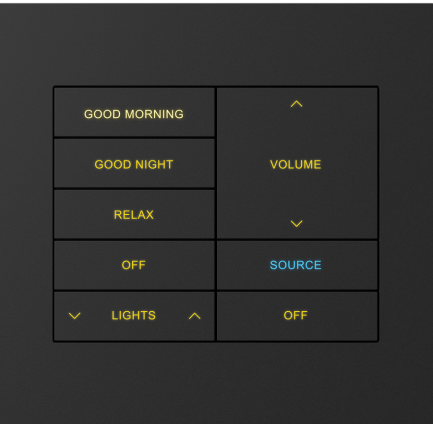 GOOD MORNING
GOOD NIGHT
RELAX
OFF
LIGHTS
VOLUME
SOURCE
OFF